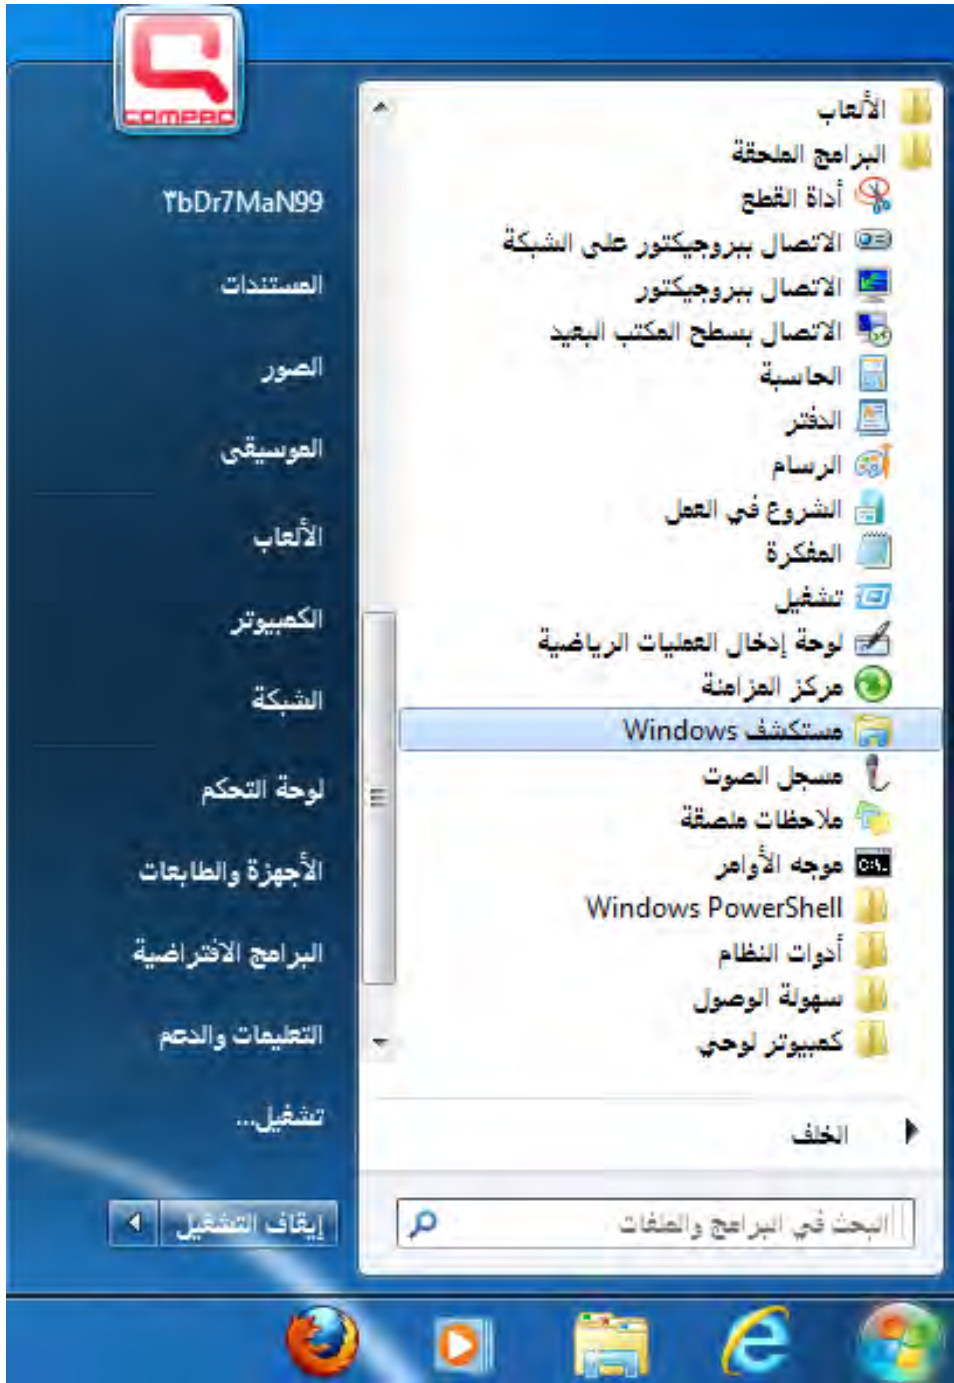 الألعاب
البرامج الملحقة
أداة القطع
الاتصال ببروجيكتور على الشبكة
الاتصال ببروجيكتور
الاتصال بسطح المكتب البعيد
الحاسبة
الدفتر
الرسام
الشروع في العمل
المفكرة
تشغيل
لوحة إدخال العمليات الرياضية
مركز المزامنة
مستكشف Windows
مسجل الصوت
ملاحظات ملصقة
موجه الأوامر
Windows PowerShell
أدوات النظام
سهولة الوصول
كمبيوتر لوحي
الخلف
البحث في البرامج والملفات
COMPAQ
٣bDr7MaN99
المستندات
الصور
الموسيقى
الألعاب
الكمبيوتر
الشبكة
لوحة التحكم
الأجهزة والطابعات
البرامج الافتراضية
التعليمات والدعم
تشغيل...
إيقاف التشغيل